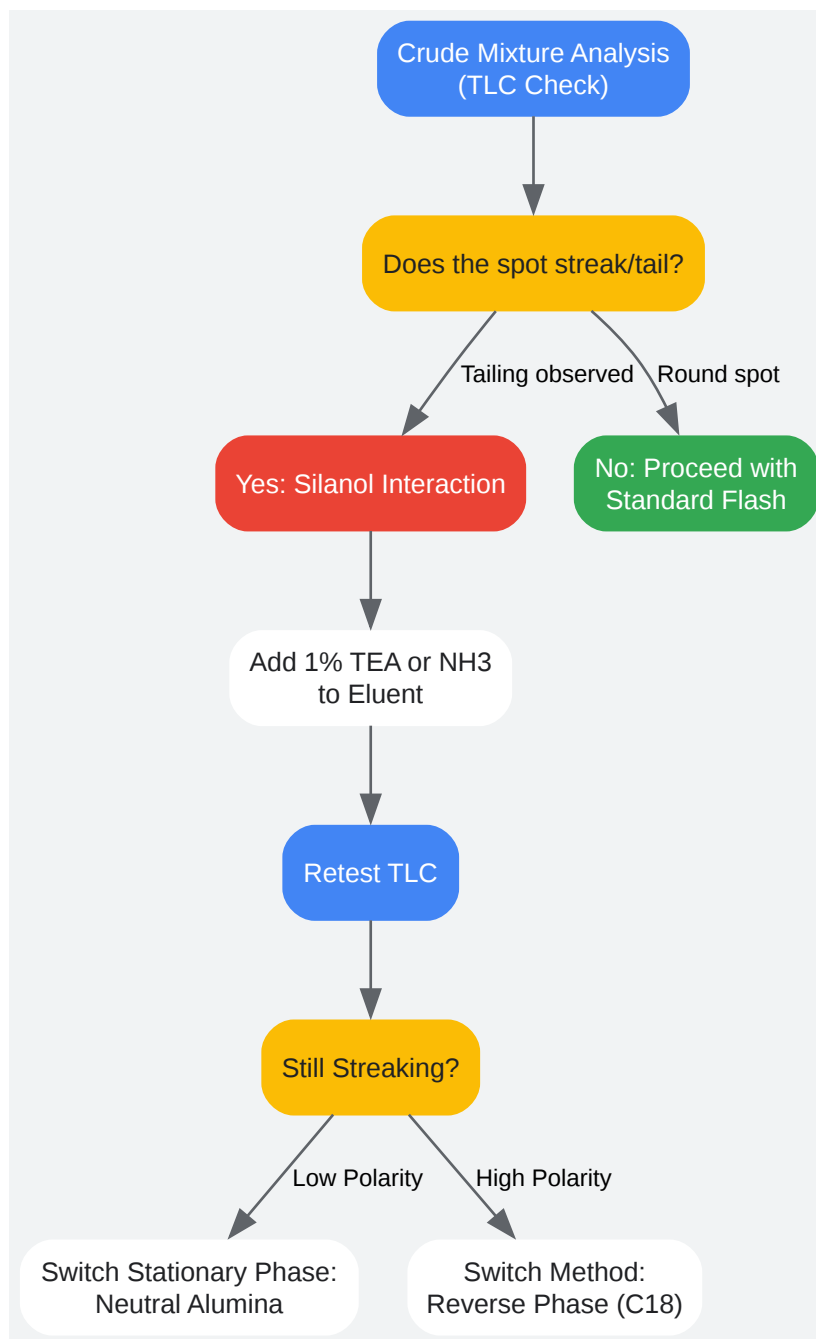 Crude Mixture Analysis
(TLC Check)
Does the spot streak/tail?
Tailing observed
Round spot
Yes: Silanol Interaction
No: Proceed with
Standard Flash
Add 1% TEA or NH3
to Eluent
Retest TLC
Still Streaking?
Low Polarity
High Polarity
Switch Stationary Phase:
Neutral Alumina
Switch Method:
Reverse Phase (C18)